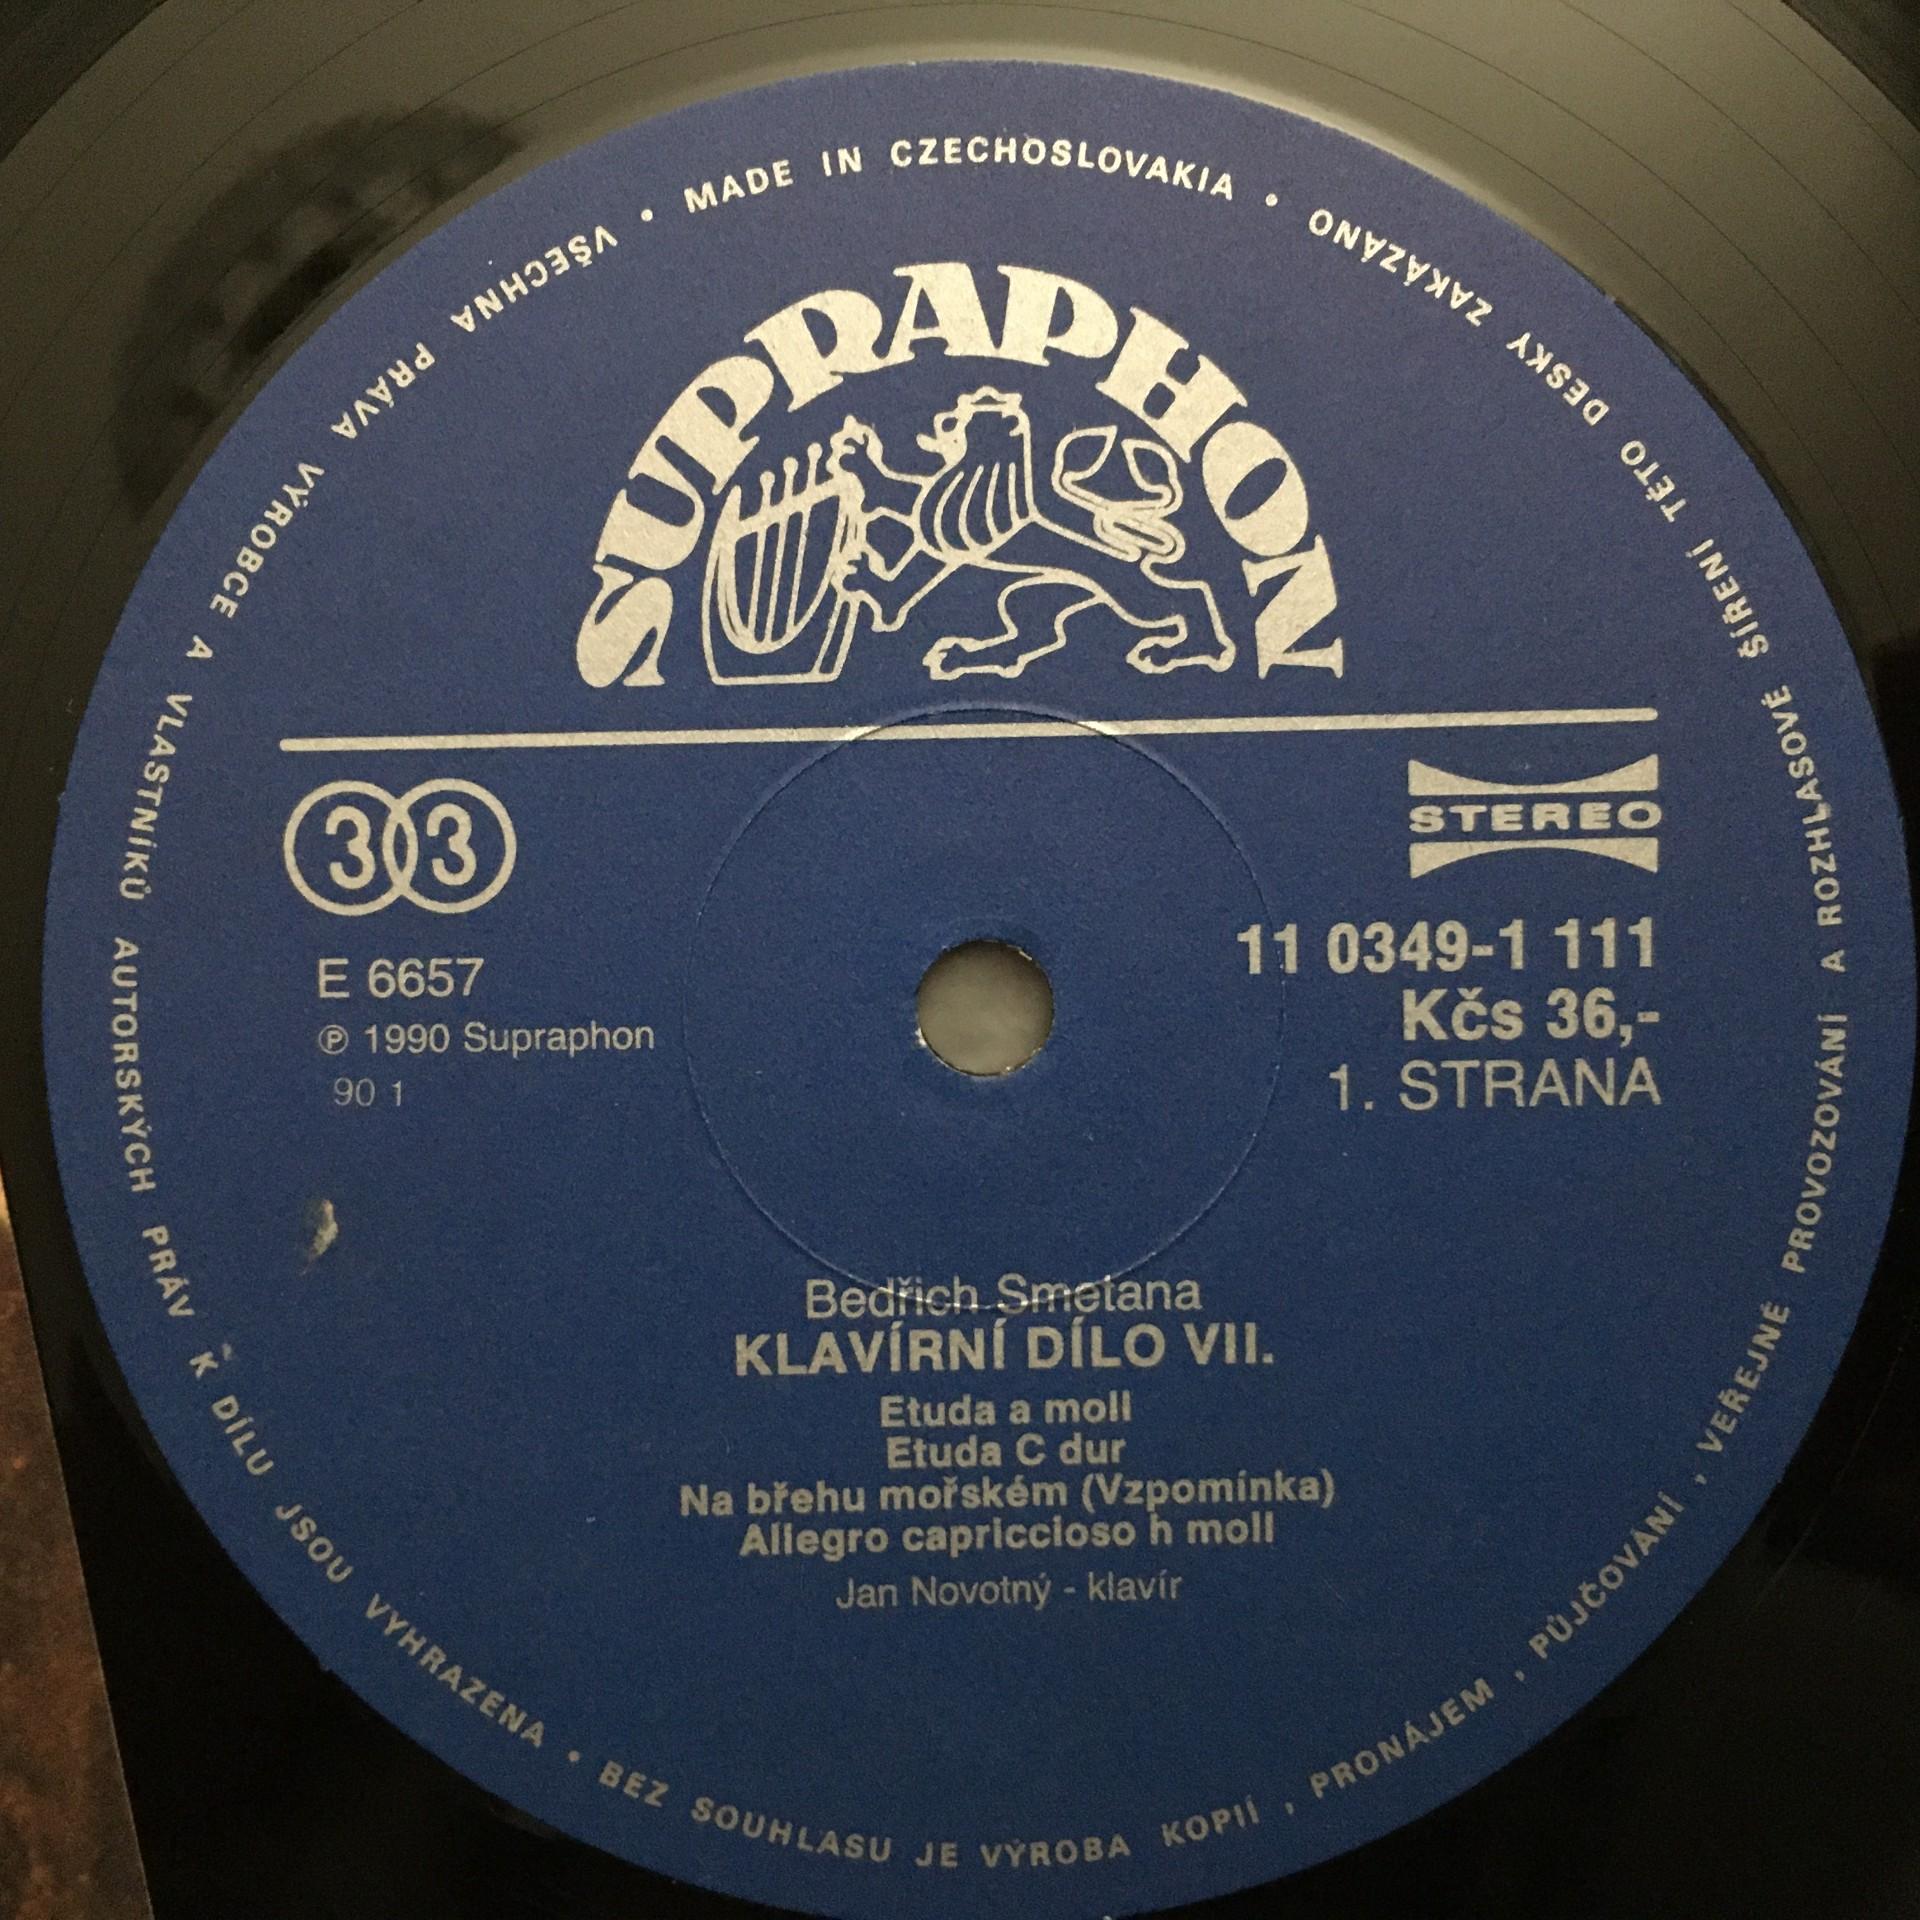 MADE IN CZECHOSLOVAKIA •
VŠECHNA PRÁVA VÝROBCE A VLASTNÍKŮ AUTORSKÝCH PRÁV K DÍLU JSOU VYHRAZENA • BEZ SOUHLASU JE VÝROBA KOPIÍ, PRONÁJEM, PŮJČOVÁNÍ, VEŘEJNÉ PROVOZOVÁNÍ A ROZHLASOVÉ ŠÍŘENÍ TÉTO DESKY ZAKÁZÁNO •
SUPRAPHON
33
STEREO
E 6657
℗ 1990 Supraphon
90 1
11 0349-1 111
Kčs 36,-
1. STRANA
Bedřich Smetana
KLAVÍRNÍ DÍLO VII.
Etuda a moll
Etuda C dur
Na břehu mořském (Vzpomínka)
Allegro capriccioso h moll
Jan Novotný - klavír